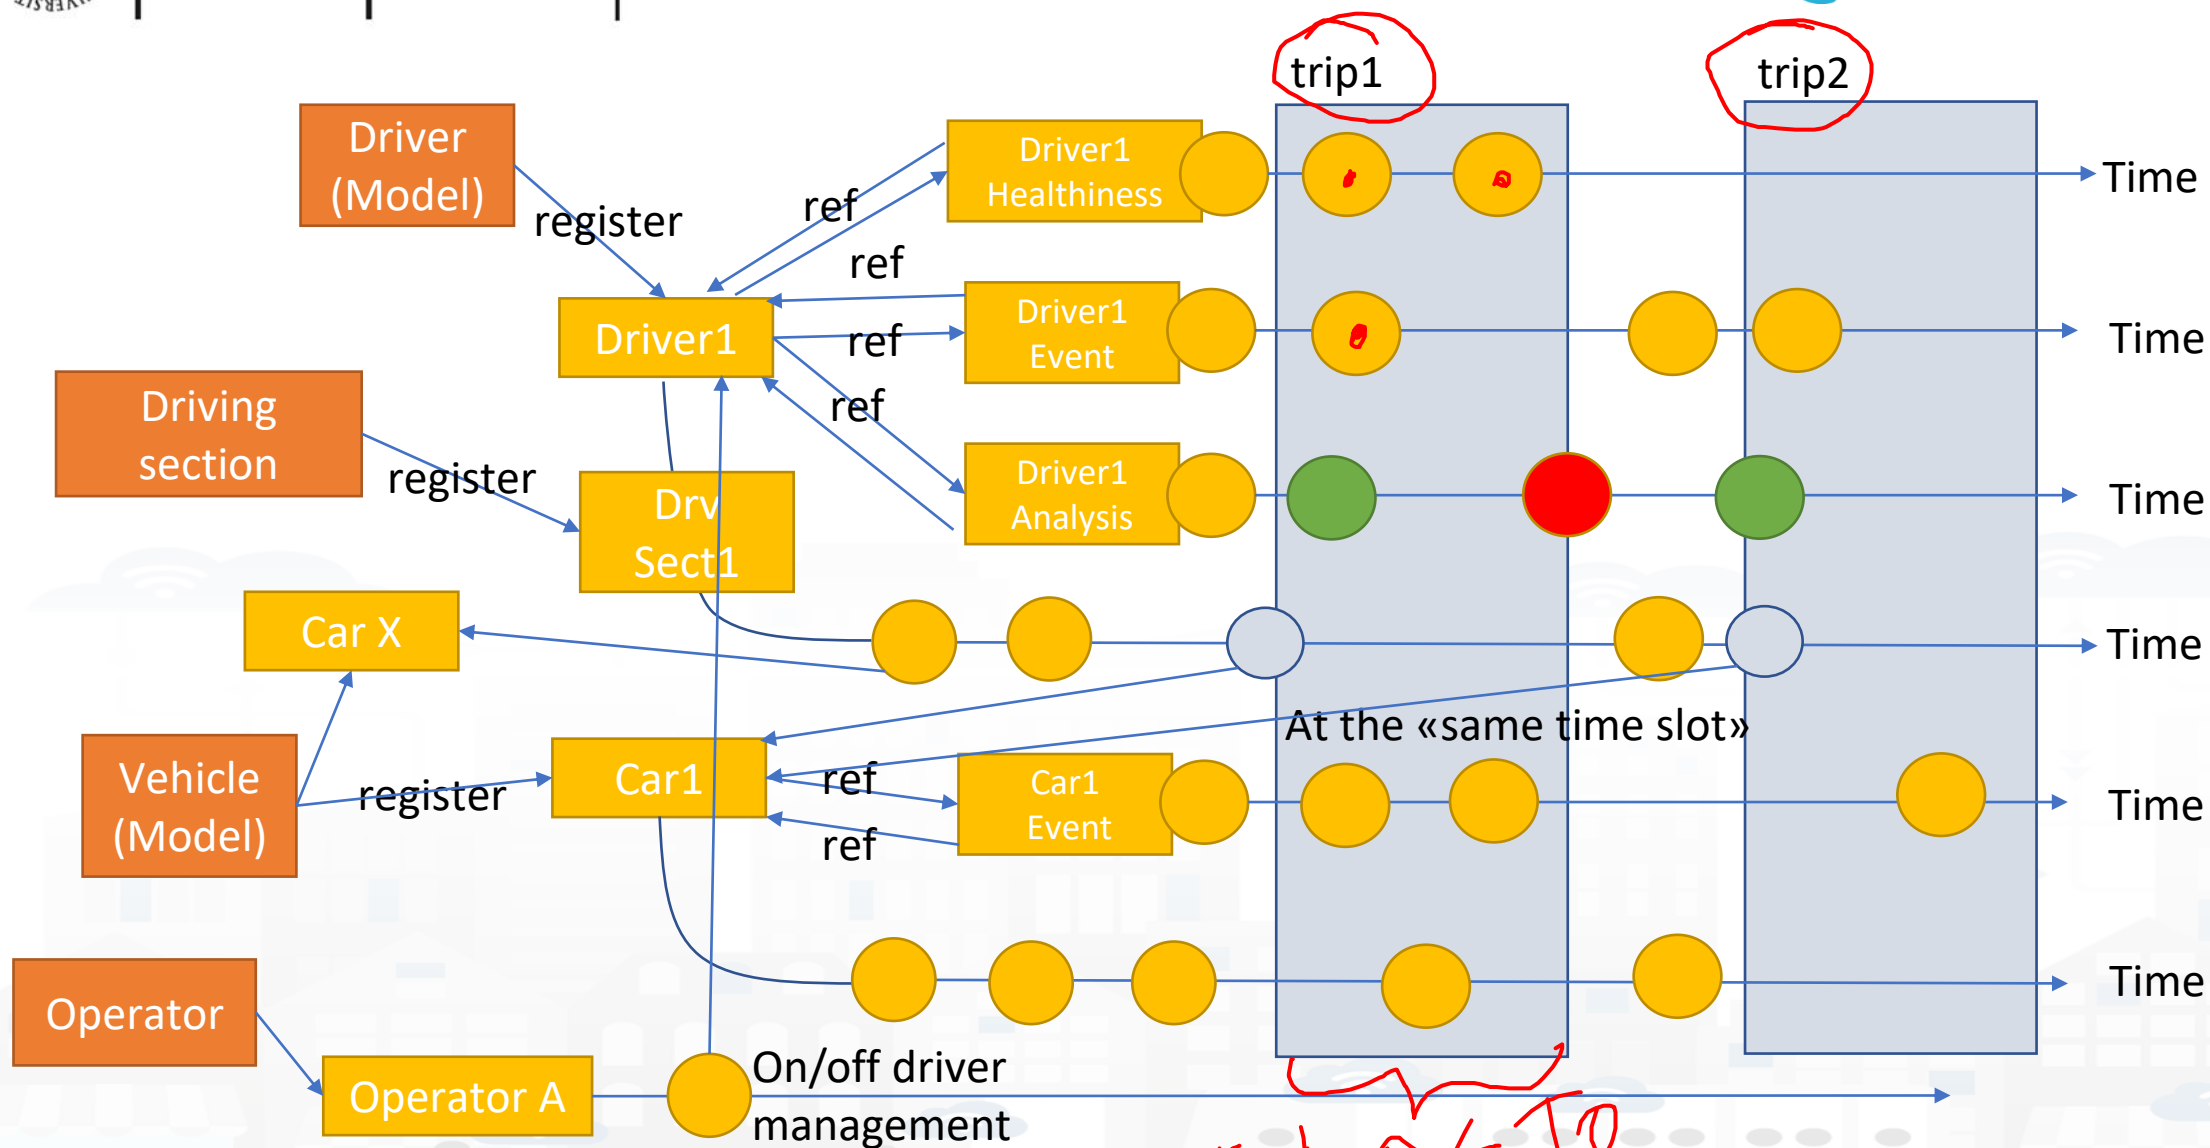 trip1
trip2
Driver
(Model)
register
ref
Driver1
Healthiness
Time
ref
Driver1
ref
Driver1
Event
Time
Driving
section
register
ref
Drv
Sect1
Driver1
Analysis
Time
Car X
Time
At the «same time slot»
Vehicle
(Model)
register
Car1
ref
ref
Car1
Event
Time
Operator
Time
Operator A
On/off driver
management